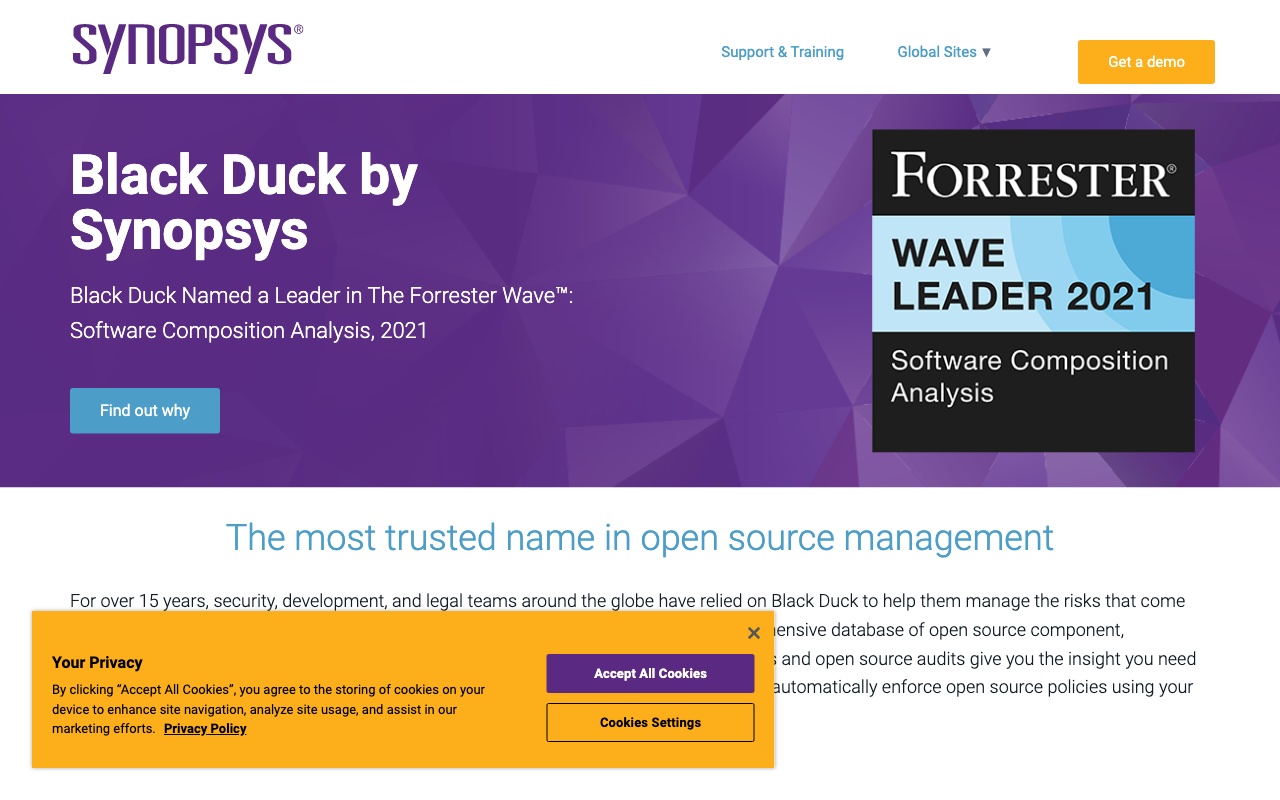 SYNOPSYS®
Support & Training
Global Sites ▼
Get a demo
Black Duck by
Synopsys
Black Duck Named a Leader in The Forrester Wave™:
Software Composition Analysis, 2021
Find out why
FORRESTER®
WAVE
LEADER 2021
Software Composition
Analysis
The most trusted name in open source management
For over 15 years, security, development, and legal teams around the globe have relied on Black Duck to help them manage the risks that come
database of open source component,
and open source audits give you the insight you need
automatically enforce open source policies using your
Your Privacy
By clicking “Accept All Cookies”, you agree to the storing of cookies on your
device to enhance site navigation, analyze site usage, and assist in our
marketing efforts. Privacy Policy
Accept All Cookies
Cookies Settings